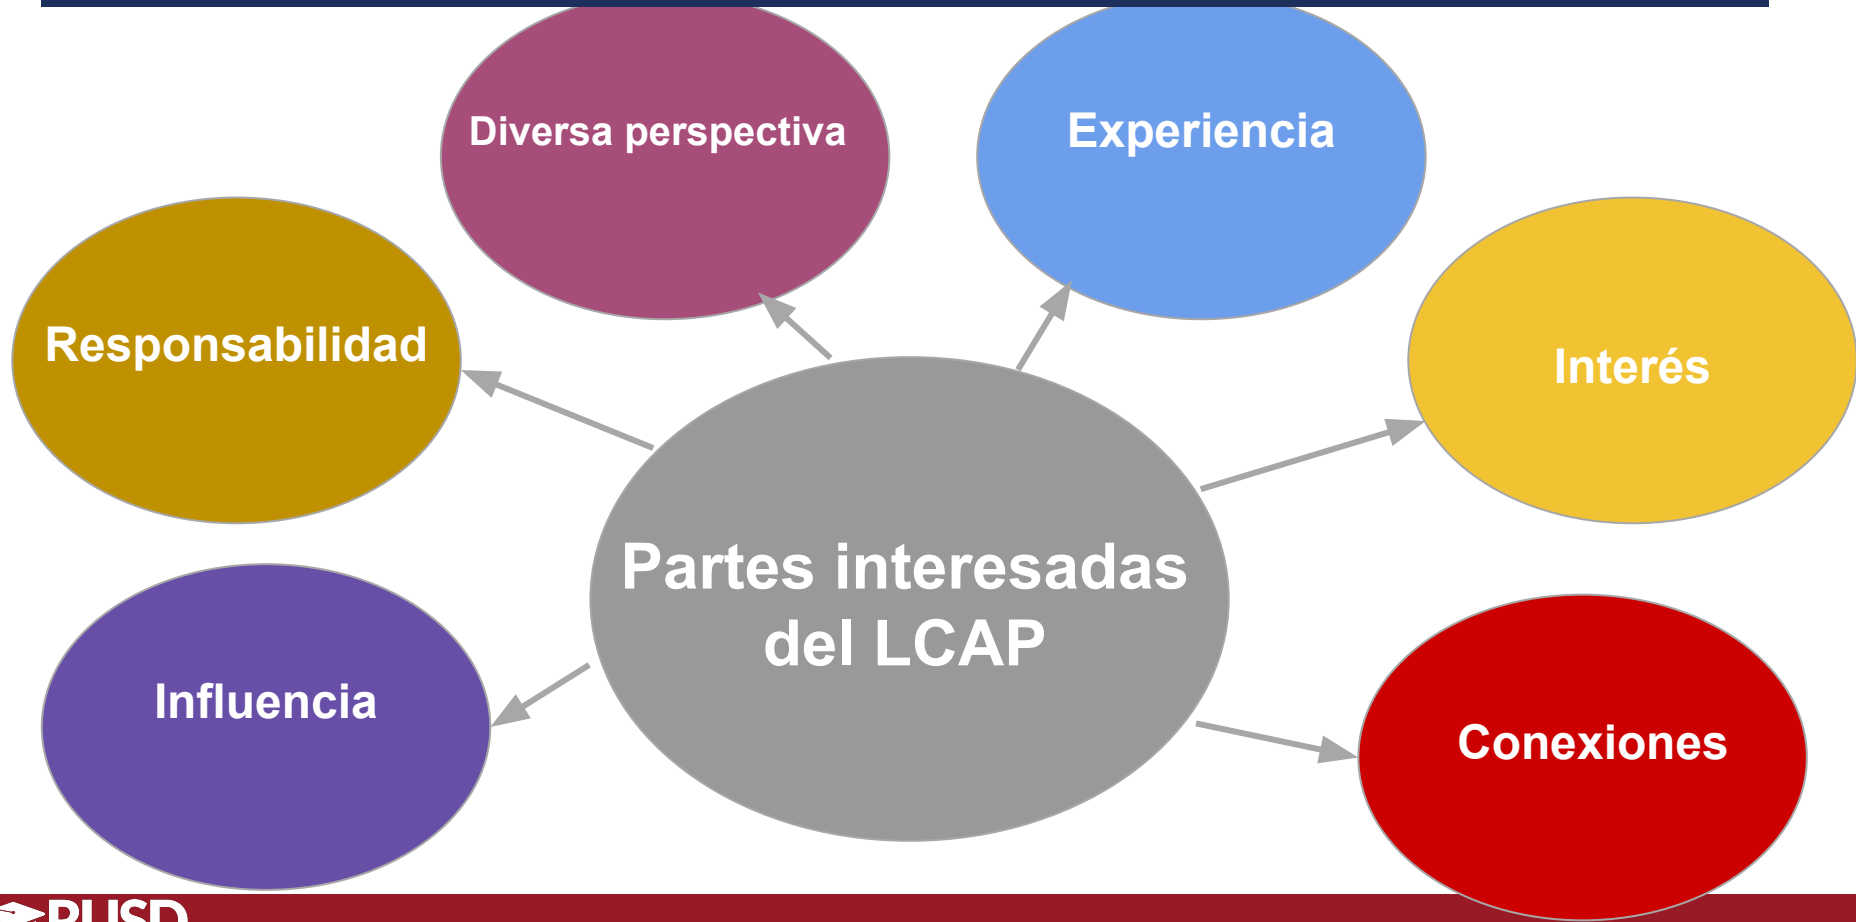 Diversa perspectiva
Experiencia
Responsabilidad
Interés
Partes interesadas
del LCAP
Influencia
Conexiones